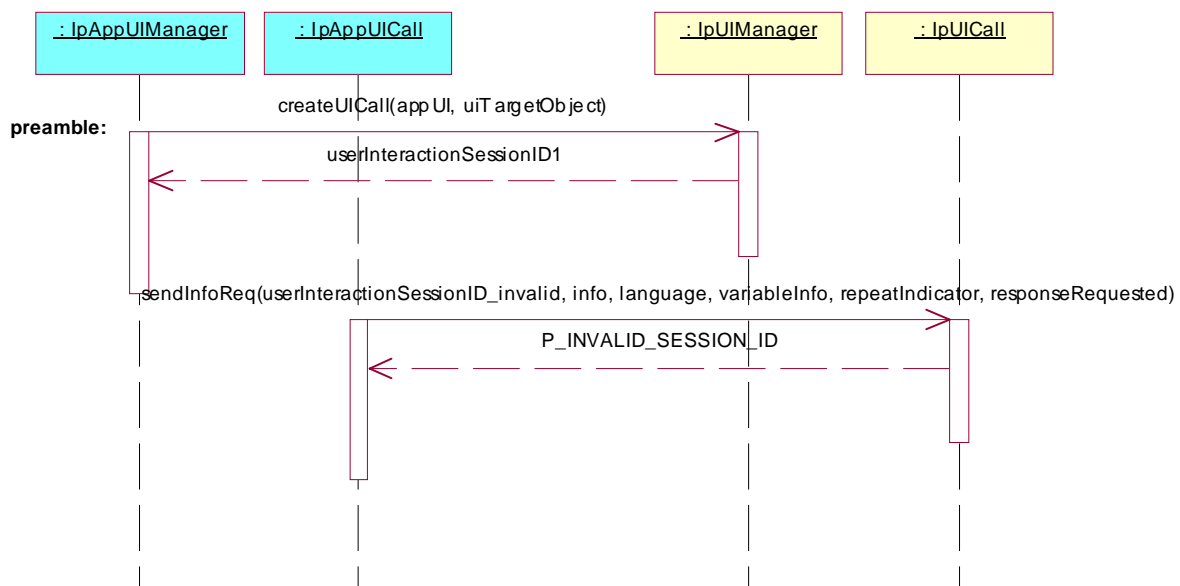 : IpAppUIManager
: IpAppUICall
: IpUIManager
: IpUICall
createUICall(appUI, uiTargetObject)
preamble:
userInteractionSessionID1
sendInfoReq(userInteractionSessionID_invalid, info, language, variableInfo, repeatIndicator, responseRequested)
P_INVALID_SESSION_ID